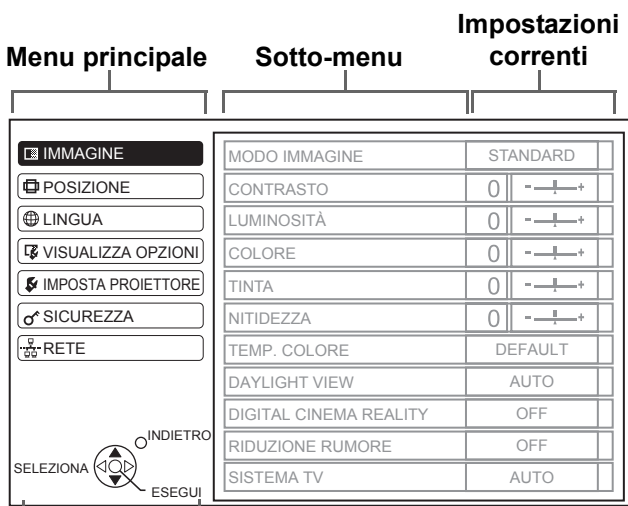 Menu principale
Sotto-menu
Impostazioni
correnti
IMMAGINE
POSIZIONE
LINGUA
VISUALIZZA OPZIONI
IMPOSTA PROIETTORE
SICUREZZA
RETE
INDIETRO
SELEZIONA
ESEGUI
MODO IMMAGINE STANDARD
CONTRASTO 0 - +
LUMINOSITÀ 0 - +
COLORE 0 - +
TINTA 0 - +
NITIDEZZA 0 - +
TEMP. COLORE DEFAULT
DAYLIGHT VIEW AUTO
DIGITAL CINEMA REALITY OFF
RIDUZIONE RUMORE OFF
SISTEMA TV AUTO